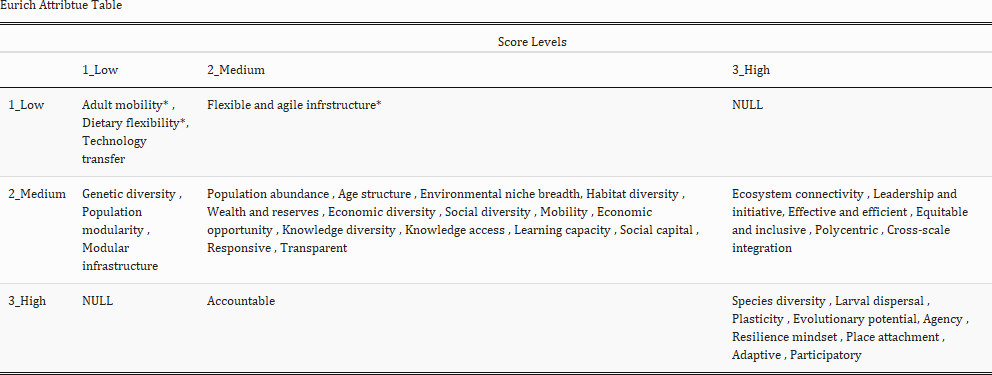 Eurich Attribtue Table
Score Levels
1_Low 2_Medium 3_High
1_Low Adult mobility* , Flexible and agile infrstructure* NULL
Dietary flexibility*,
Technology
transfer
2_Medium Genetic diversity , Population abundance , Age structure , Environmental niche breadth, Habitat diversity , Ecosystem connectivity , Leadership and
Population Wealth and reserves , Economic diversity , Social diversity , Mobility , Economic initiative, Effective and efficient , Equitable
modularity , opportunity , Knowledge diversity , Knowledge access , Learning capacity , Social capital , and inclusive , Polycentric , Cross-scale
Modular Responsive , Transparent integration
infrastructure
3_High NULL Accountable Species diversity , Larval dispersal ,
Plasticity , Evolutionary potential, Agency ,
Resilience mindset , Place attachment ,
Adaptive , Participatory